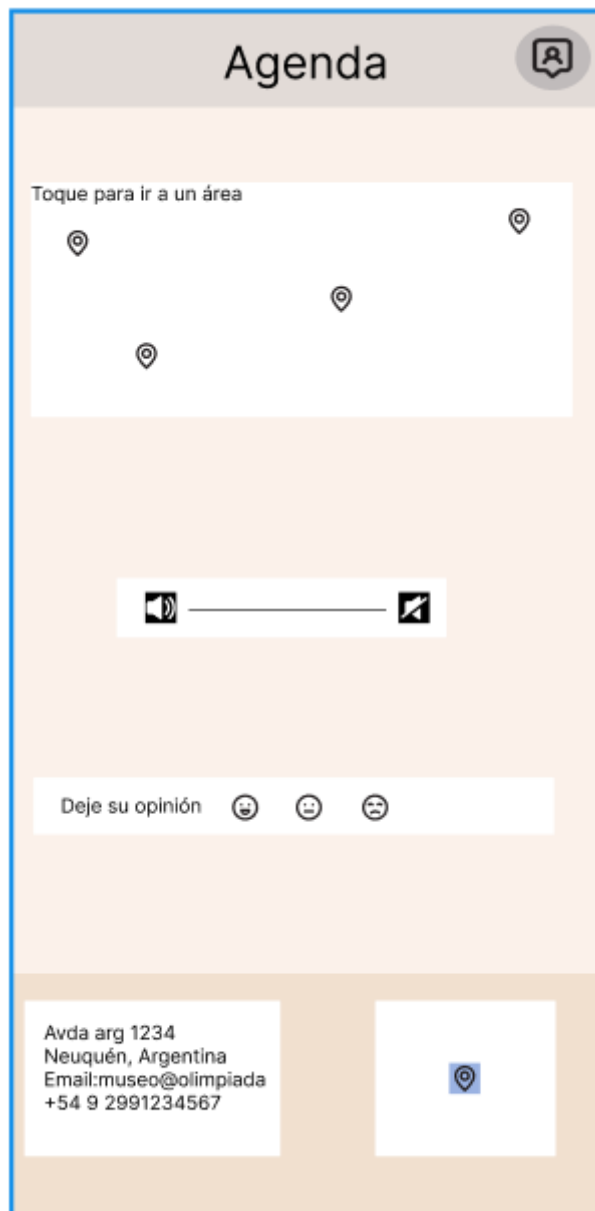 Agenda
Toque para ir a un área
Deje su opinión
Avda arg 1234
Neuquén, Argentina
Email:museo@olimpiada
+54 9 2991234567